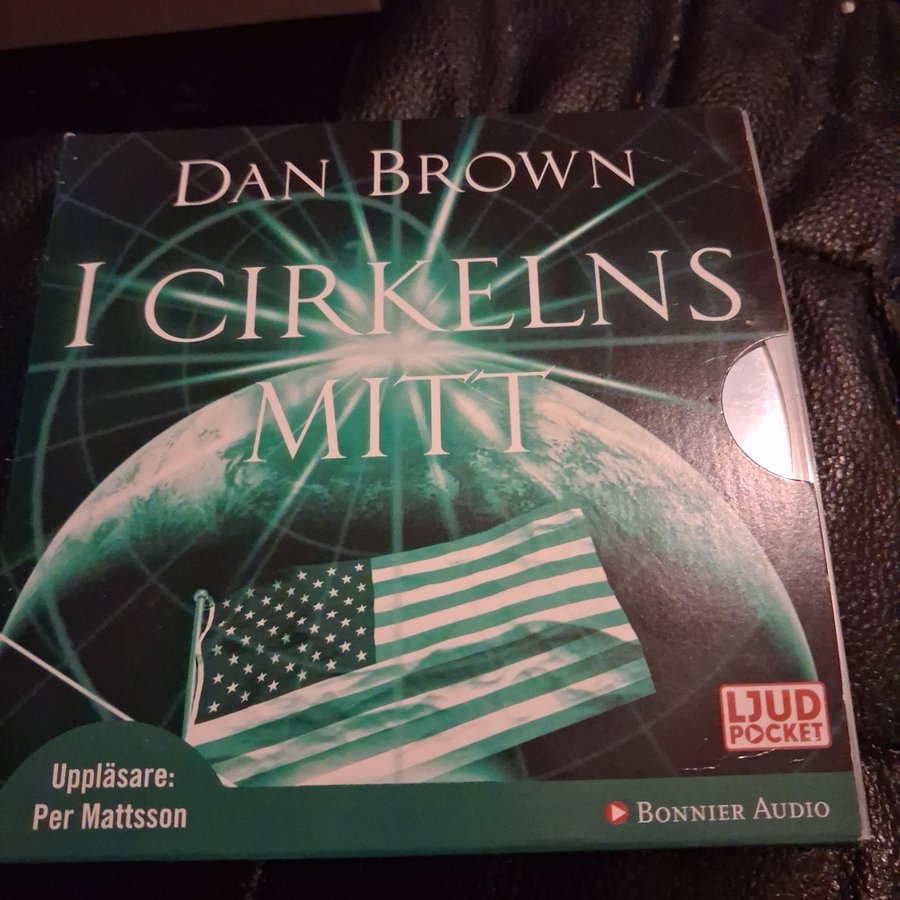 DAN BROWN
I CIRKELNS
MITT
LJUD
POCKET
Uppläsare:
Per Mattsson
BONNIER AUDIO